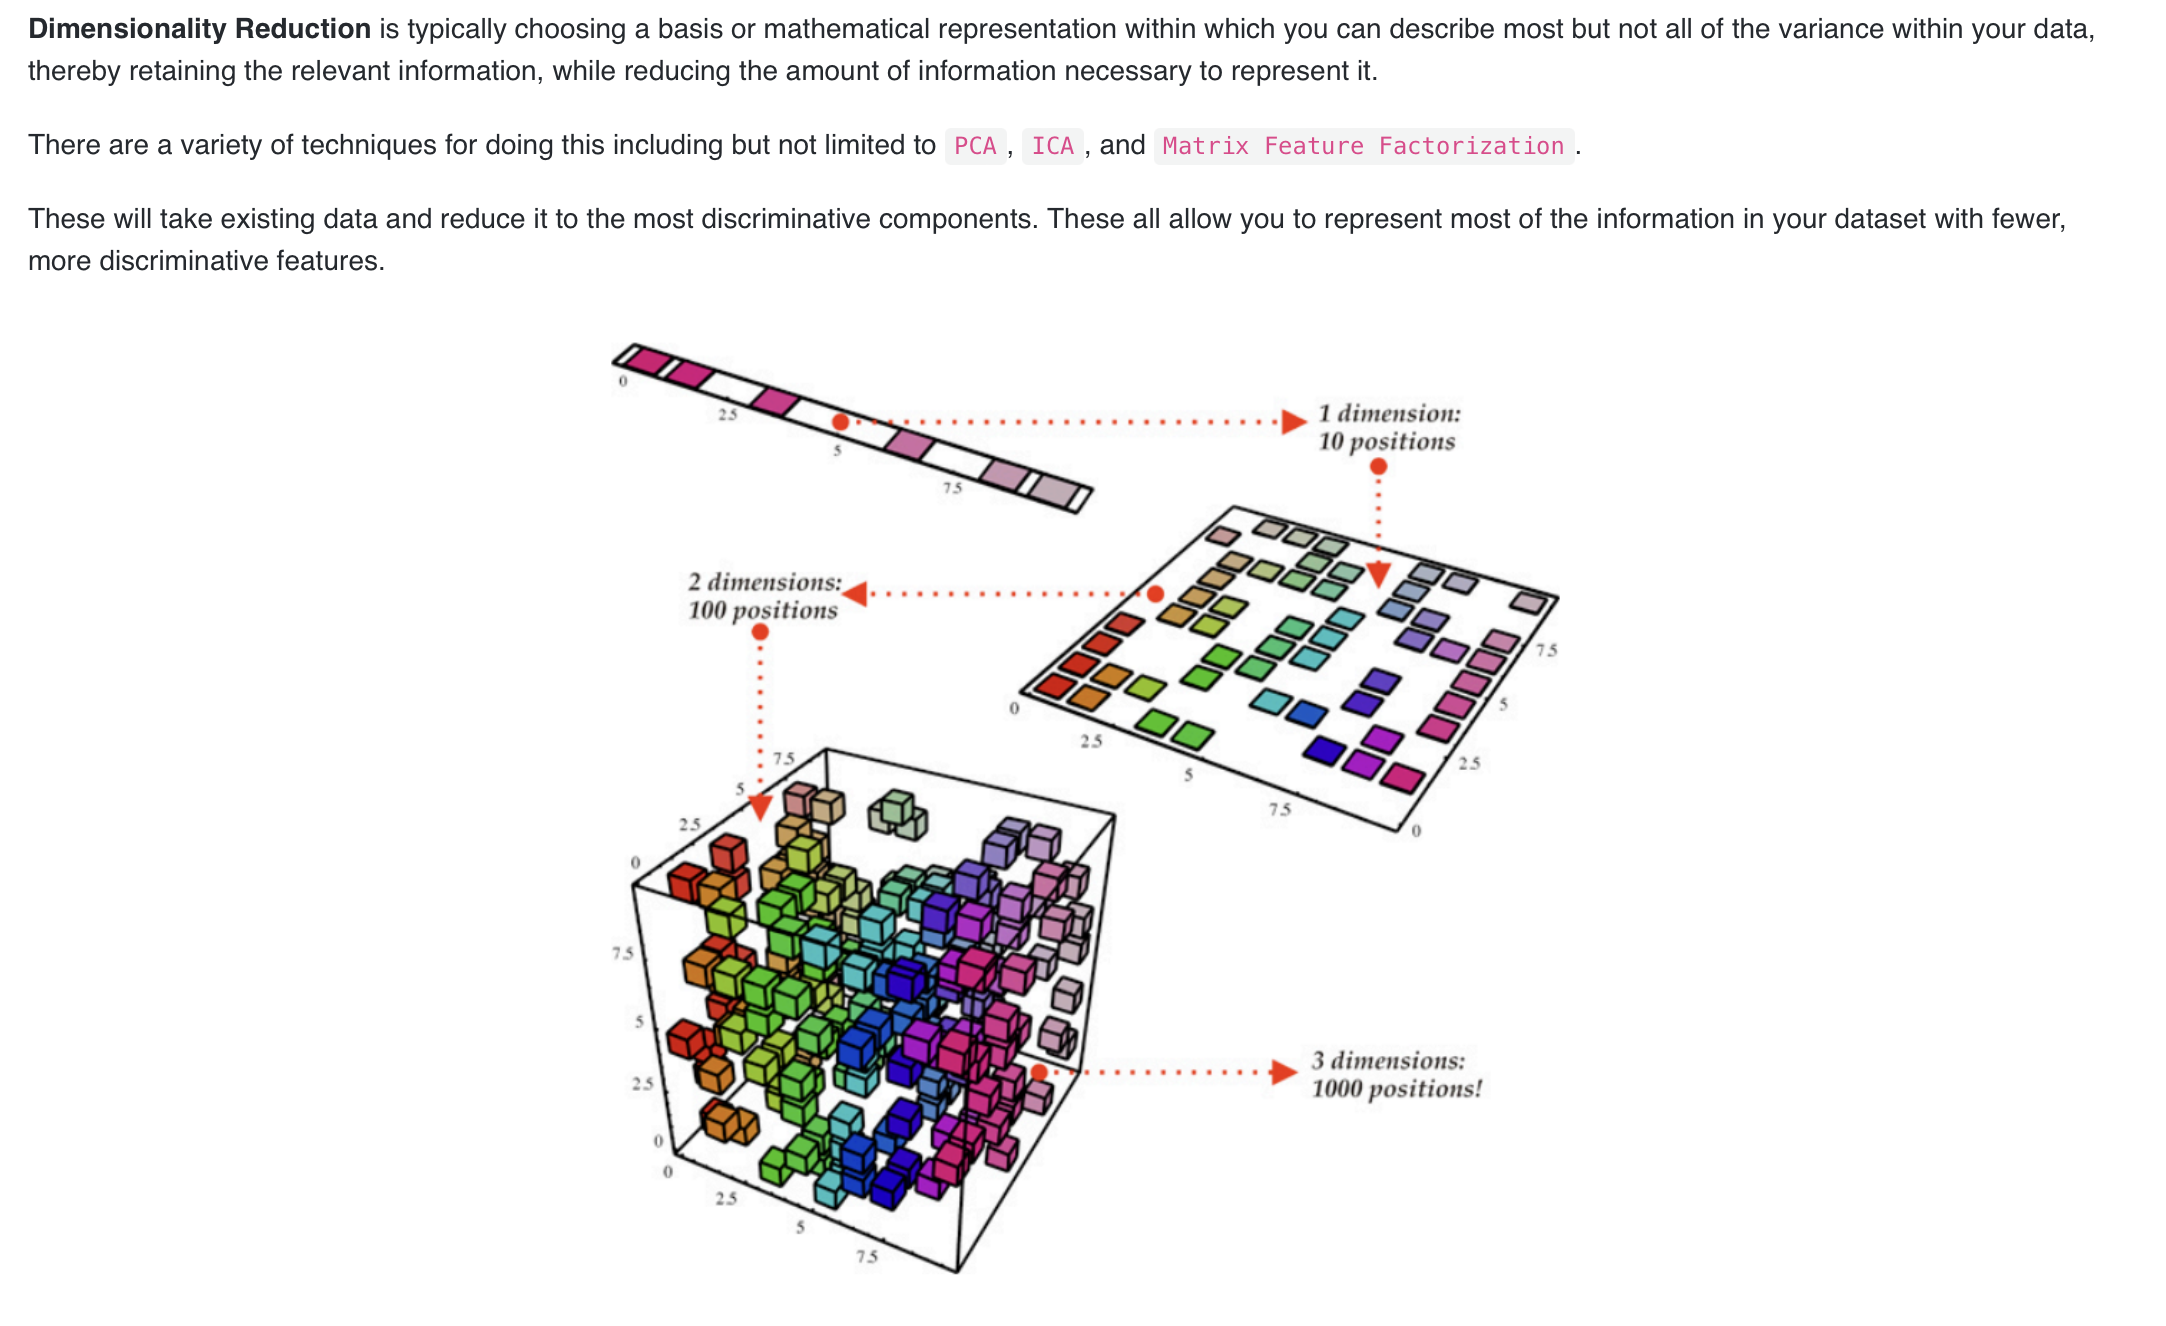 Dimensionality Reduction is typically choosing a basis or mathematical representation within which you can describe most but not all of the variance within your data,
thereby retaining the relevant information, while reducing the amount of information necessary to represent it.
There are a variety of techniques for doing this including but not limited to PCA , ICA , and Matrix Feature Factorization .
These will take existing data and reduce it to the most discriminative components. These all allow you to represent most of the information in your dataset with fewer,
more discriminative features.
0
2.5
5
7.5
1 dimension:
10 positions
2 dimensions:
100 positions
0
2.5
5
7.5
0
2.5
5
7.5
7.5
5
2.5
0
7.5
5
2.5
0
0
2.5
5
7.5
3 dimensions:
1000 positions!